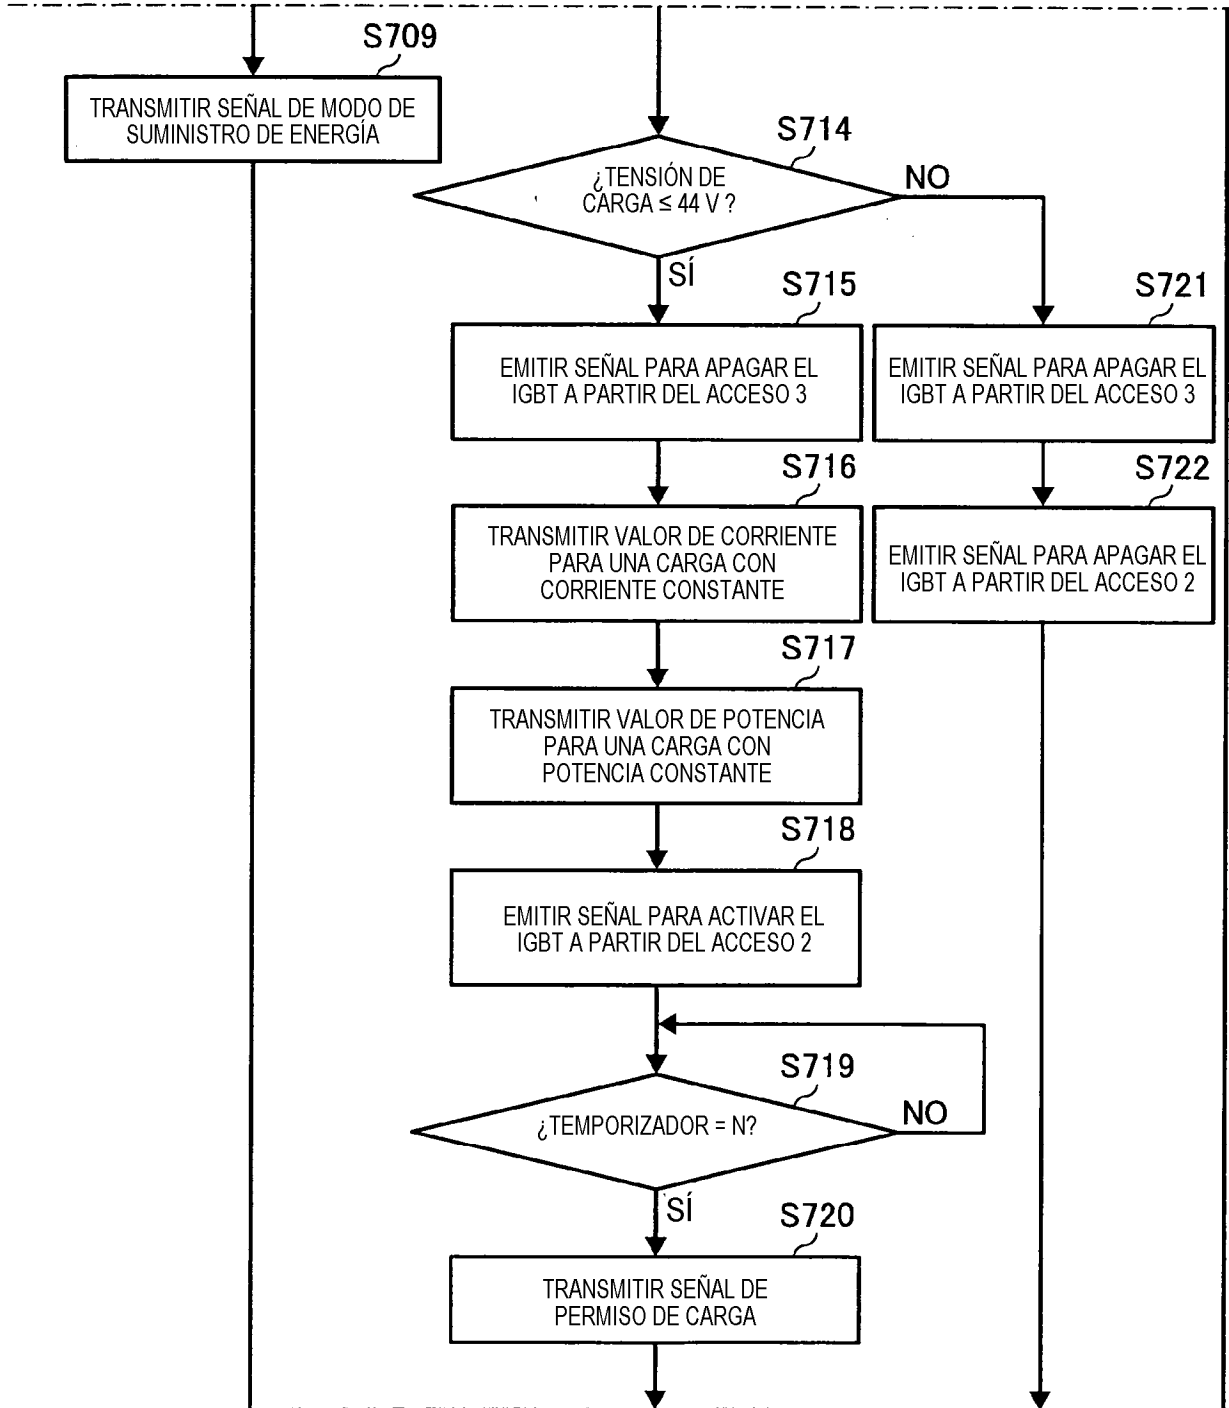 S709
TRANSMITIR SEÑAL DE MODO DE
SUMINISTRO DE ENERGÍA
S714
¿TENSIÓN DE
CARGA ≤ 44 V ?
NO
SÍ
S715
EMITIR SEÑAL PARA APAGAR EL
IGBT A PARTIR DEL ACCESO 3
S721
EMITIR SEÑAL PARA APAGAR EL
IGBT A PARTIR DEL ACCESO 3
S716
TRANSMITIR VALOR DE CORRIENTE
PARA UNA CARGA CON
CORRIENTE CONSTANTE
S722
EMITIR SEÑAL PARA APAGAR EL
IGBT A PARTIR DEL ACCESO 2
S717
TRANSMITIR VALOR DE POTENCIA
PARA UNA CARGA CON
POTENCIA CONSTANTE
S718
EMITIR SEÑAL PARA ACTIVAR EL
IGBT A PARTIR DEL ACCESO 2
S719
¿TEMPORIZADOR = N?
NO
SÍ
S720
TRANSMITIR SEÑAL DE
PERMISO DE CARGA